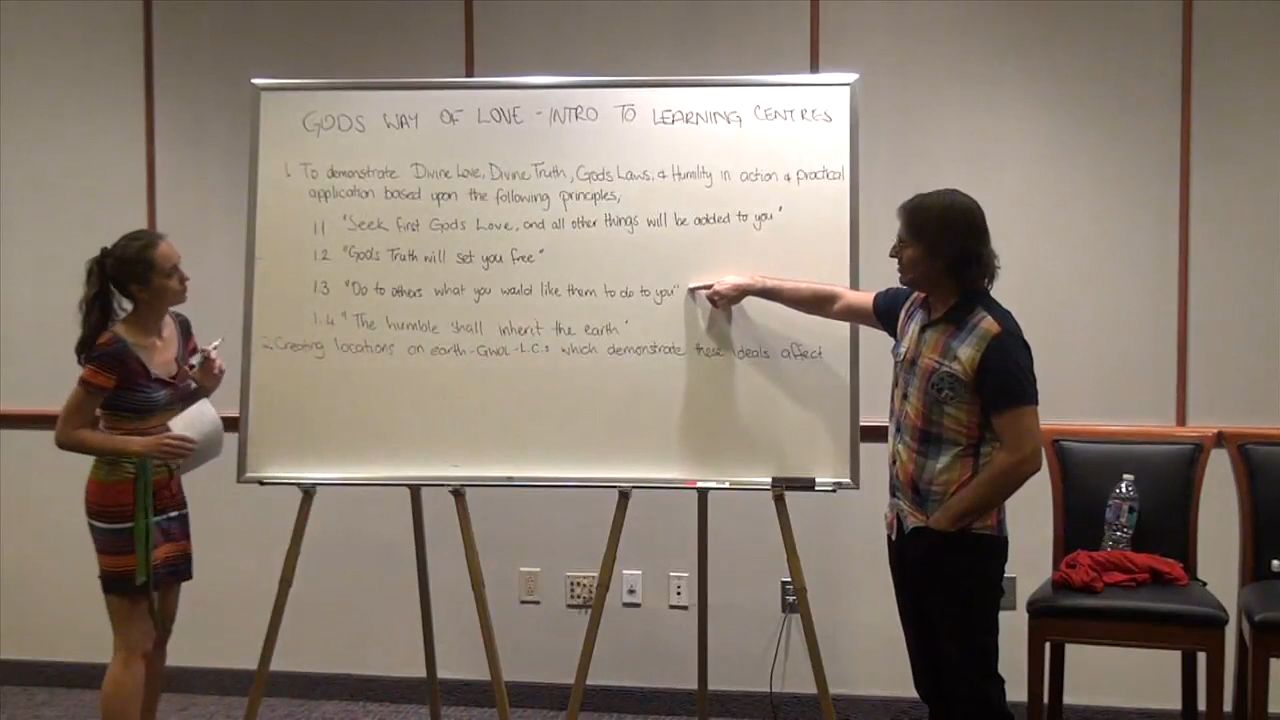 GODS WAY OF LOVE - INTRO TO LEARNING CENTRES
1. To demonstrate Divine Love, Divine Truth, Gods Laws, & Humility in action & practical
application based upon the following principles;
1.1 "Seek first Gods Love, and all other things will be added to you"
1.2 "Gods Truth will set you free"
1.3 "Do to others what you would like them to do to you"
1.4 "The humble shall inherit the earth"
2. Creating locations on earth - GWOL - L.C.s which demonstrate these ideals affect